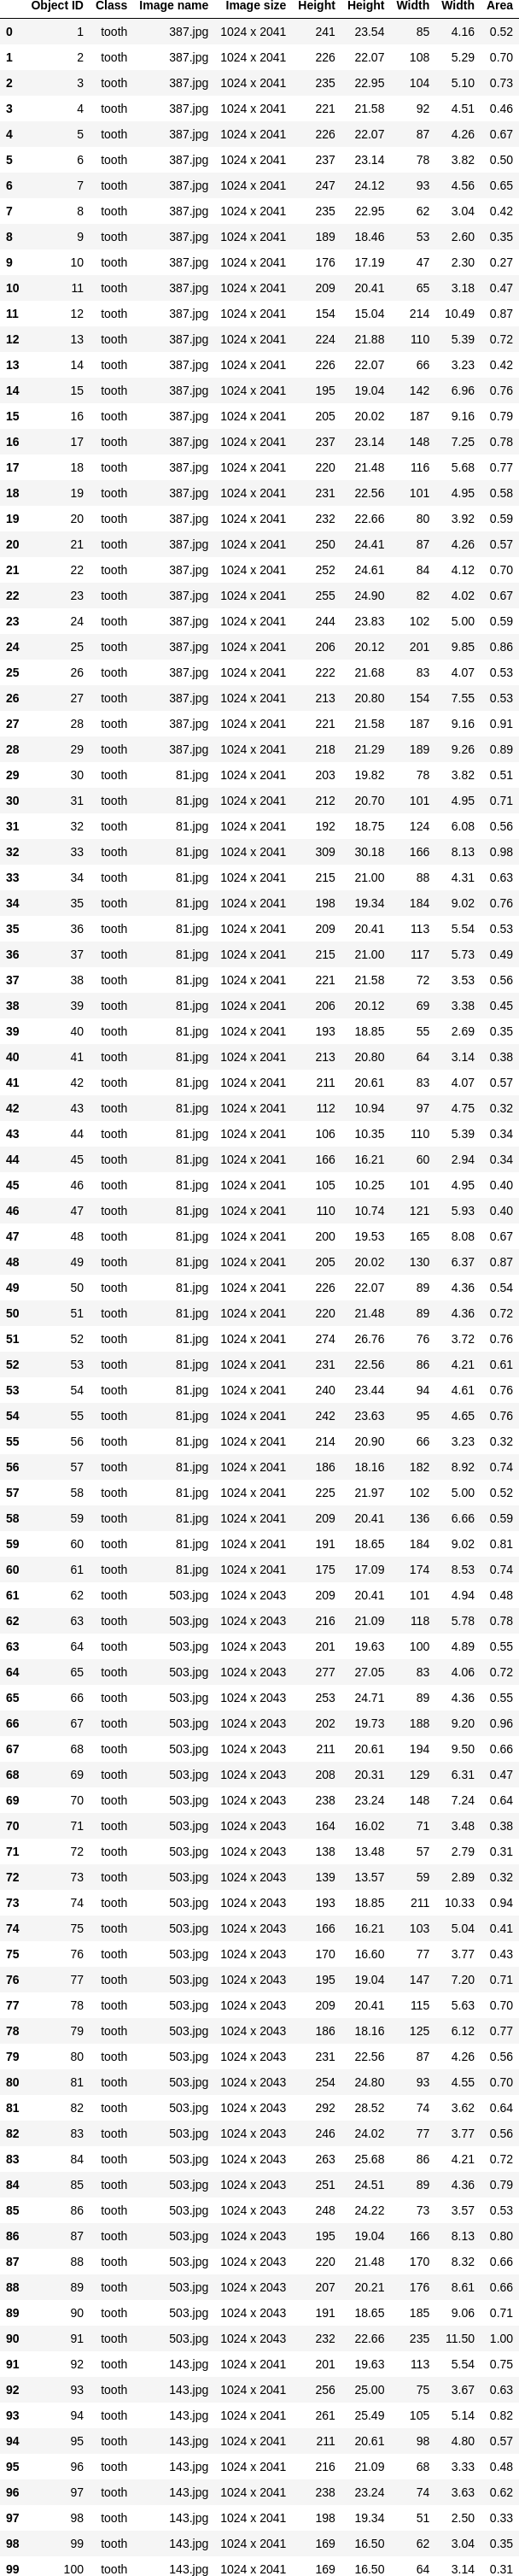 Object ID Class Image name Image size Height Height Width Width Area
0 1 tooth 387.jpg 1024 x 2041 241 23.54 85 4.16 0.52
1 2 tooth 387.jpg 1024 x 2041 226 22.07 108 5.29 0.70
2 3 tooth 387.jpg 1024 x 2041 235 22.95 104 5.10 0.73
3 4 tooth 387.jpg 1024 x 2041 221 21.58 92 4.51 0.46
4 5 tooth 387.jpg 1024 x 2041 226 22.07 87 4.26 0.67
5 6 tooth 387.jpg 1024 x 2041 237 23.14 78 3.82 0.50
6 7 tooth 387.jpg 1024 x 2041 247 24.12 93 4.56 0.65
7 8 tooth 387.jpg 1024 x 2041 235 22.95 62 3.04 0.42
8 9 tooth 387.jpg 1024 x 2041 189 18.46 53 2.60 0.35
9 10 tooth 387.jpg 1024 x 2041 176 17.19 47 2.30 0.27
10 11 tooth 387.jpg 1024 x 2041 209 20.41 65 3.18 0.47
11 12 tooth 387.jpg 1024 x 2041 154 15.04 214 10.49 0.87
12 13 tooth 387.jpg 1024 x 2041 224 21.88 110 5.39 0.72
13 14 tooth 387.jpg 1024 x 2041 226 22.07 66 3.23 0.42
14 15 tooth 387.jpg 1024 x 2041 195 19.04 142 6.96 0.76
15 16 tooth 387.jpg 1024 x 2041 205 20.02 187 9.16 0.79
16 17 tooth 387.jpg 1024 x 2041 237 23.14 148 7.25 0.78
17 18 tooth 387.jpg 1024 x 2041 220 21.48 116 5.68 0.77
18 19 tooth 387.jpg 1024 x 2041 231 22.56 101 4.95 0.58
19 20 tooth 387.jpg 1024 x 2041 232 22.66 80 3.92 0.59
20 21 tooth 387.jpg 1024 x 2041 250 24.41 87 4.26 0.57
21 22 tooth 387.jpg 1024 x 2041 252 24.61 84 4.12 0.70
22 23 tooth 387.jpg 1024 x 2041 255 24.90 82 4.02 0.67
23 24 tooth 387.jpg 1024 x 2041 244 23.83 102 5.00 0.59
24 25 tooth 387.jpg 1024 x 2041 206 20.12 201 9.85 0.86
25 26 tooth 387.jpg 1024 x 2041 222 21.68 83 4.07 0.53
26 27 tooth 387.jpg 1024 x 2041 213 20.80 154 7.55 0.53
27 28 tooth 387.jpg 1024 x 2041 221 21.58 187 9.16 0.91
28 29 tooth 387.jpg 1024 x 2041 218 21.29 189 9.26 0.89
29 30 tooth 81.jpg 1024 x 2041 203 19.82 78 3.82 0.51
30 31 tooth 81.jpg 1024 x 2041 212 20.70 101 4.95 0.71
31 32 tooth 81.jpg 1024 x 2041 192 18.75 124 6.08 0.56
32 33 tooth 81.jpg 1024 x 2041 309 30.18 166 8.13 0.98
33 34 tooth 81.jpg 1024 x 2041 215 21.00 88 4.31 0.63
34 35 tooth 81.jpg 1024 x 2041 198 19.34 184 9.02 0.76
35 36 tooth 81.jpg 1024 x 2041 209 20.41 113 5.54 0.53
36 37 tooth 81.jpg 1024 x 2041 215 21.00 117 5.73 0.49
37 38 tooth 81.jpg 1024 x 2041 221 21.58 72 3.53 0.56
38 39 tooth 81.jpg 1024 x 2041 206 20.12 69 3.38 0.45
39 40 tooth 81.jpg 1024 x 2041 193 18.85 55 2.69 0.35
40 41 tooth 81.jpg 1024 x 2041 213 20.80 64 3.14 0.38
41 42 tooth 81.jpg 1024 x 2041 211 20.61 83 4.07 0.57
42 43 tooth 81.jpg 1024 x 2041 112 10.94 97 4.75 0.32
43 44 tooth 81.jpg 1024 x 2041 106 10.35 110 5.39 0.34
44 45 tooth 81.jpg 1024 x 2041 166 16.21 60 2.94 0.34
45 46 tooth 81.jpg 1024 x 2041 105 10.25 101 4.95 0.40
46 47 tooth 81.jpg 1024 x 2041 110 10.74 121 5.93 0.40
47 48 tooth 81.jpg 1024 x 2041 200 19.53 165 8.08 0.67
48 49 tooth 81.jpg 1024 x 2041 205 20.02 130 6.37 0.87
49 50 tooth 81.jpg 1024 x 2041 226 22.07 89 4.36 0.54
50 51 tooth 81.jpg 1024 x 2041 220 21.48 89 4.36 0.72
51 52 tooth 81.jpg 1024 x 2041 274 26.76 76 3.72 0.76
52 53 tooth 81.jpg 1024 x 2041 231 22.56 86 4.21 0.61
53 54 tooth 81.jpg 1024 x 2041 240 23.44 94 4.61 0.76
54 55 tooth 81.jpg 1024 x 2041 242 23.63 95 4.65 0.76
55 56 tooth 81.jpg 1024 x 2041 214 20.90 66 3.23 0.32
56 57 tooth 81.jpg 1024 x 2041 186 18.16 182 8.92 0.74
57 58 tooth 81.jpg 1024 x 2041 225 21.97 102 5.00 0.52
58 59 tooth 81.jpg 1024 x 2041 209 20.41 136 6.66 0.59
59 60 tooth 81.jpg 1024 x 2041 191 18.65 184 9.02 0.81
60 61 tooth 81.jpg 1024 x 2041 175 17.09 174 8.53 0.74
61 62 tooth 503.jpg 1024 x 2043 209 20.41 101 4.94 0.48
62 63 tooth 503.jpg 1024 x 2043 216 21.09 118 5.78 0.78
63 64 tooth 503.jpg 1024 x 2043 201 19.63 100 4.89 0.55
64 65 tooth 503.jpg 1024 x 2043 277 27.05 83 4.06 0.72
65 66 tooth 503.jpg 1024 x 2043 253 24.71 89 4.36 0.55
66 67 tooth 503.jpg 1024 x 2043 202 19.73 188 9.20 0.96
67 68 tooth 503.jpg 1024 x 2043 211 20.61 194 9.50 0.66
68 69 tooth 503.jpg 1024 x 2043 208 20.31 129 6.31 0.47
69 70 tooth 503.jpg 1024 x 2043 238 23.24 148 7.24 0.64
70 71 tooth 503.jpg 1024 x 2043 164 16.02 71 3.48 0.38
71 72 tooth 503.jpg 1024 x 2043 138 13.48 57 2.79 0.31
72 73 tooth 503.jpg 1024 x 2043 139 13.57 59 2.89 0.32
73 74 tooth 503.jpg 1024 x 2043 193 18.85 211 10.33 0.94
74 75 tooth 503.jpg 1024 x 2043 166 16.21 103 5.04 0.41
75 76 tooth 503.jpg 1024 x 2043 170 16.60 77 3.77 0.43
76 77 tooth 503.jpg 1024 x 2043 195 19.04 147 7.20 0.71
77 78 tooth 503.jpg 1024 x 2043 209 20.41 115 5.63 0.70
78 79 tooth 503.jpg 1024 x 2043 186 18.16 125 6.12 0.77
79 80 tooth 503.jpg 1024 x 2043 231 22.56 87 4.26 0.56
80 81 tooth 503.jpg 1024 x 2043 254 24.80 93 4.55 0.70
81 82 tooth 503.jpg 1024 x 2043 292 28.52 74 3.62 0.64
82 83 tooth 503.jpg 1024 x 2043 246 24.02 77 3.77 0.56
83 84 tooth 503.jpg 1024 x 2043 263 25.68 86 4.21 0.72
84 85 tooth 503.jpg 1024 x 2043 251 24.51 89 4.36 0.79
85 86 tooth 503.jpg 1024 x 2043 248 24.22 73 3.57 0.53
86 87 tooth 503.jpg 1024 x 2043 195 19.04 166 8.13 0.80
87 88 tooth 503.jpg 1024 x 2043 220 21.48 170 8.32 0.66
88 89 tooth 503.jpg 1024 x 2043 207 20.21 176 8.61 0.66
89 90 tooth 503.jpg 1024 x 2043 191 18.65 185 9.06 0.71
90 91 tooth 503.jpg 1024 x 2043 232 22.66 235 11.50 1.00
91 92 tooth 143.jpg 1024 x 2041 201 19.63 113 5.54 0.75
92 93 tooth 143.jpg 1024 x 2041 256 25.00 75 3.67 0.63
93 94 tooth 143.jpg 1024 x 2041 261 25.49 105 5.14 0.82
94 95 tooth 143.jpg 1024 x 2041 211 20.61 98 4.80 0.57
95 96 tooth 143.jpg 1024 x 2041 216 21.09 68 3.33 0.48
96 97 tooth 143.jpg 1024 x 2041 238 23.24 74 3.63 0.62
97 98 tooth 143.jpg 1024 x 2041 198 19.34 51 2.50 0.33
98 99 tooth 143.jpg 1024 x 2041 169 16.50 62 3.04 0.35
99 100 tooth 143.jpg 1024 x 2041 169 16.50 64 3.14 0.31